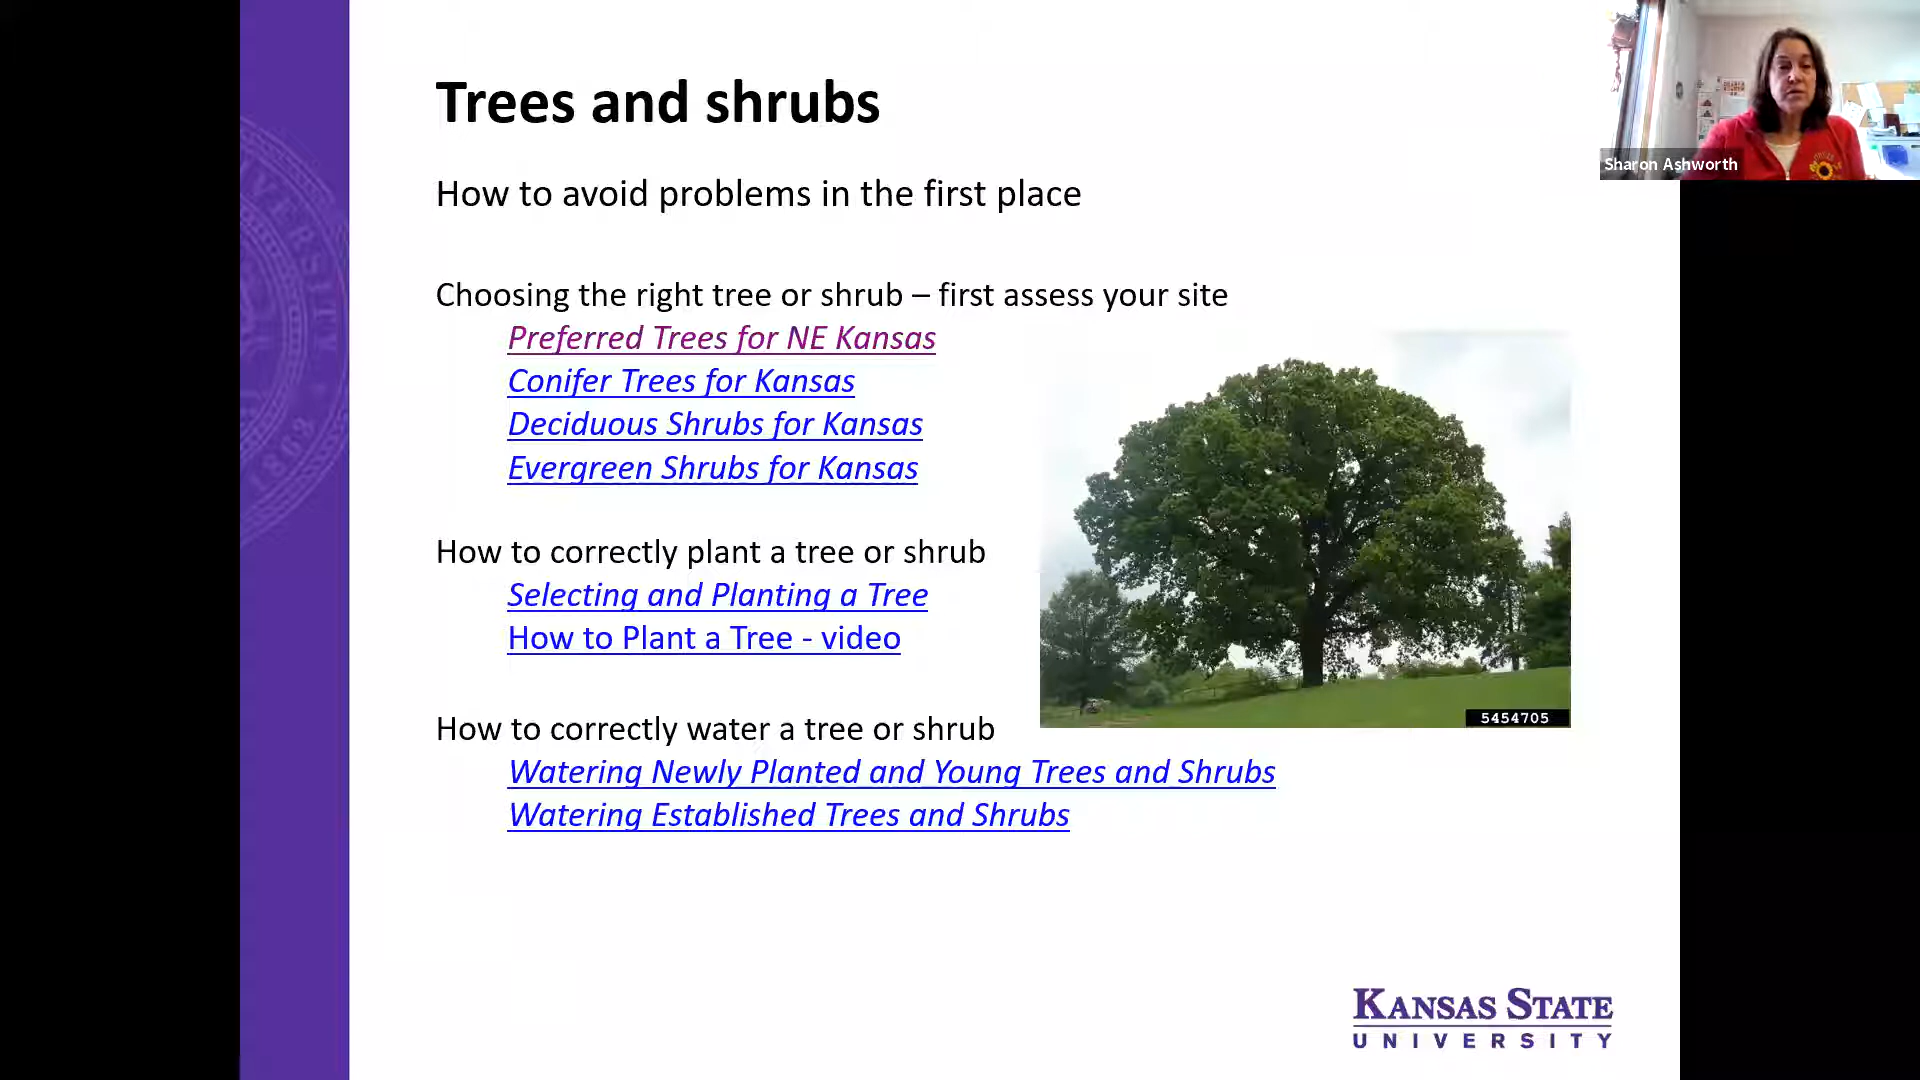 Trees and shrubs
How to avoid problems in the first place
Choosing the right tree or shrub – first assess your site
Preferred Trees for NE Kansas
Conifer Trees for Kansas
Deciduous Shrubs for Kansas
Evergreen Shrubs for Kansas
How to correctly plant a tree or shrub
Selecting and Planting a Tree
How to Plant a Tree - video
How to correctly water a tree or shrub
Watering Newly Planted and Young Trees and Shrubs
Watering Established Trees and Shrubs
5454705
KANSAS STATE
UNIVERSITY
Sharon Ashworth
1862